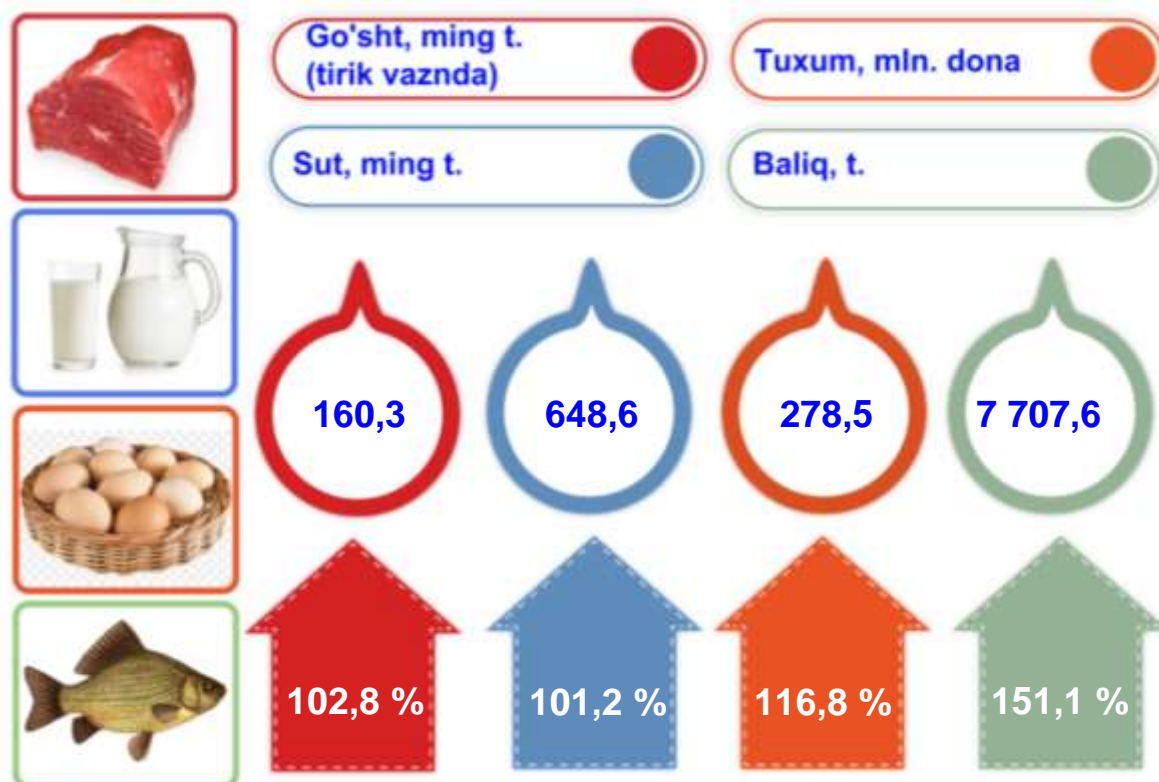 Go'sht, ming t.
(tirik vaznda)
Tuxum, mln. dona
Sut, ming t.
Baliq, t.
160,3
648,6
278,5
7 707,6
102,8 %
101,2 %
116,8 %
151,1 %